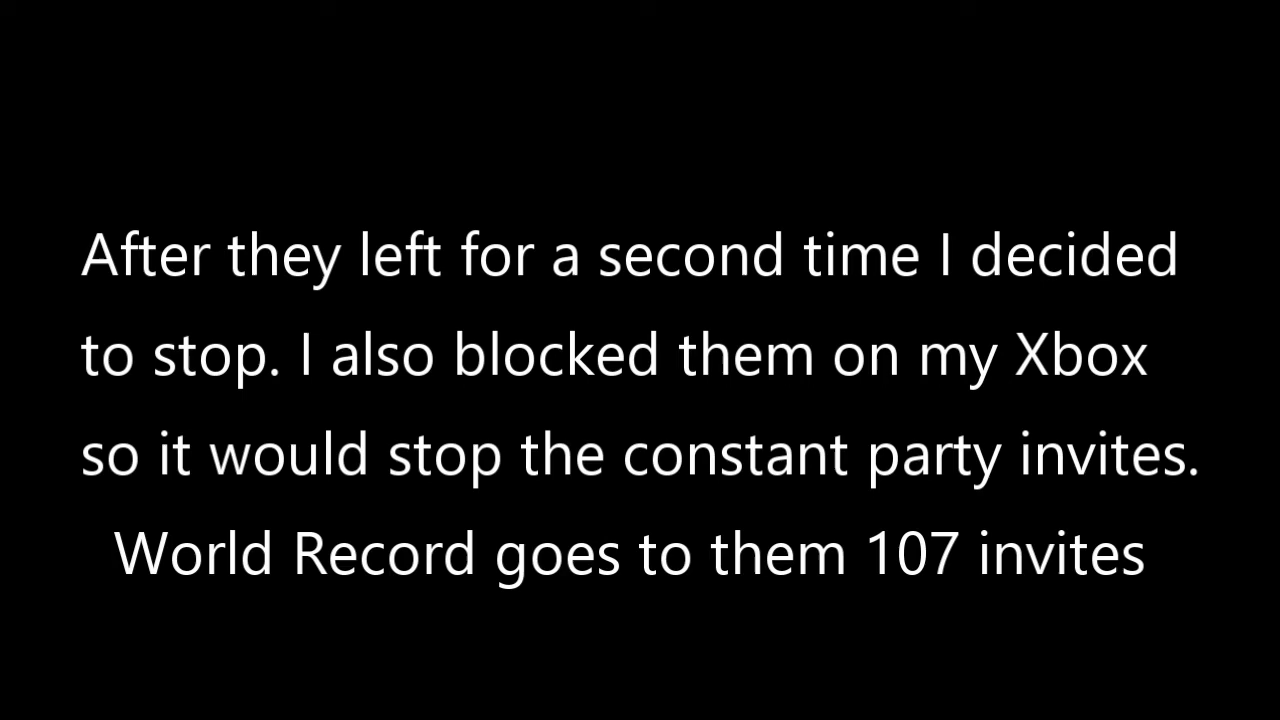 After they left for a second time I decided
to stop. I also blocked them on my Xbox
so it would stop the constant party invites.
World Record goes to them 107 invites